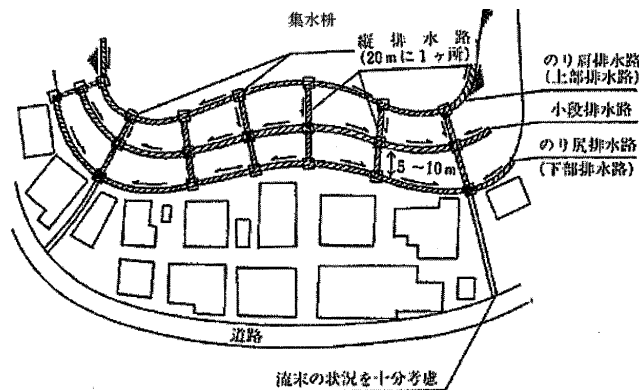 集水桝
縦排水路
(20mに1ヶ所)
のり肩排水路
(上部排水路)
小段排水路
のり尻排水路
(下部排水路)
5～10m
道路
流末の状況を十分考慮